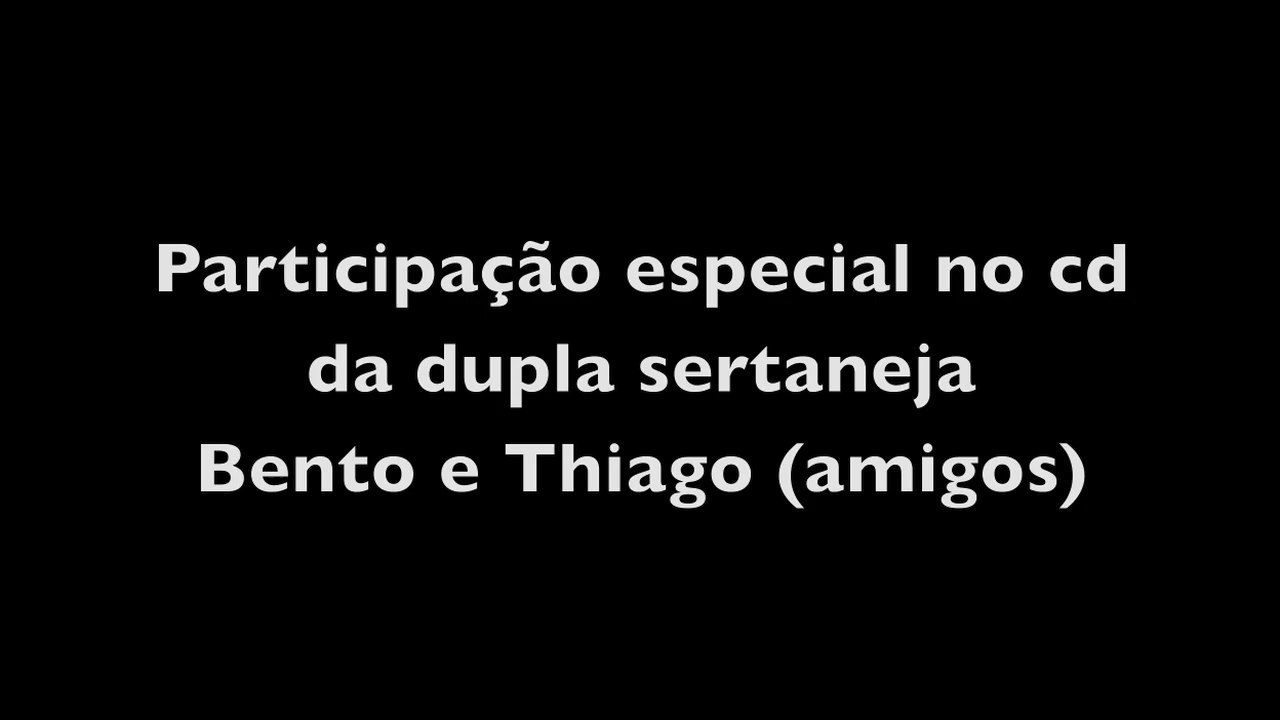 Participação especial no cd
da dupla sertaneja
Bento e Thiago (amigos)